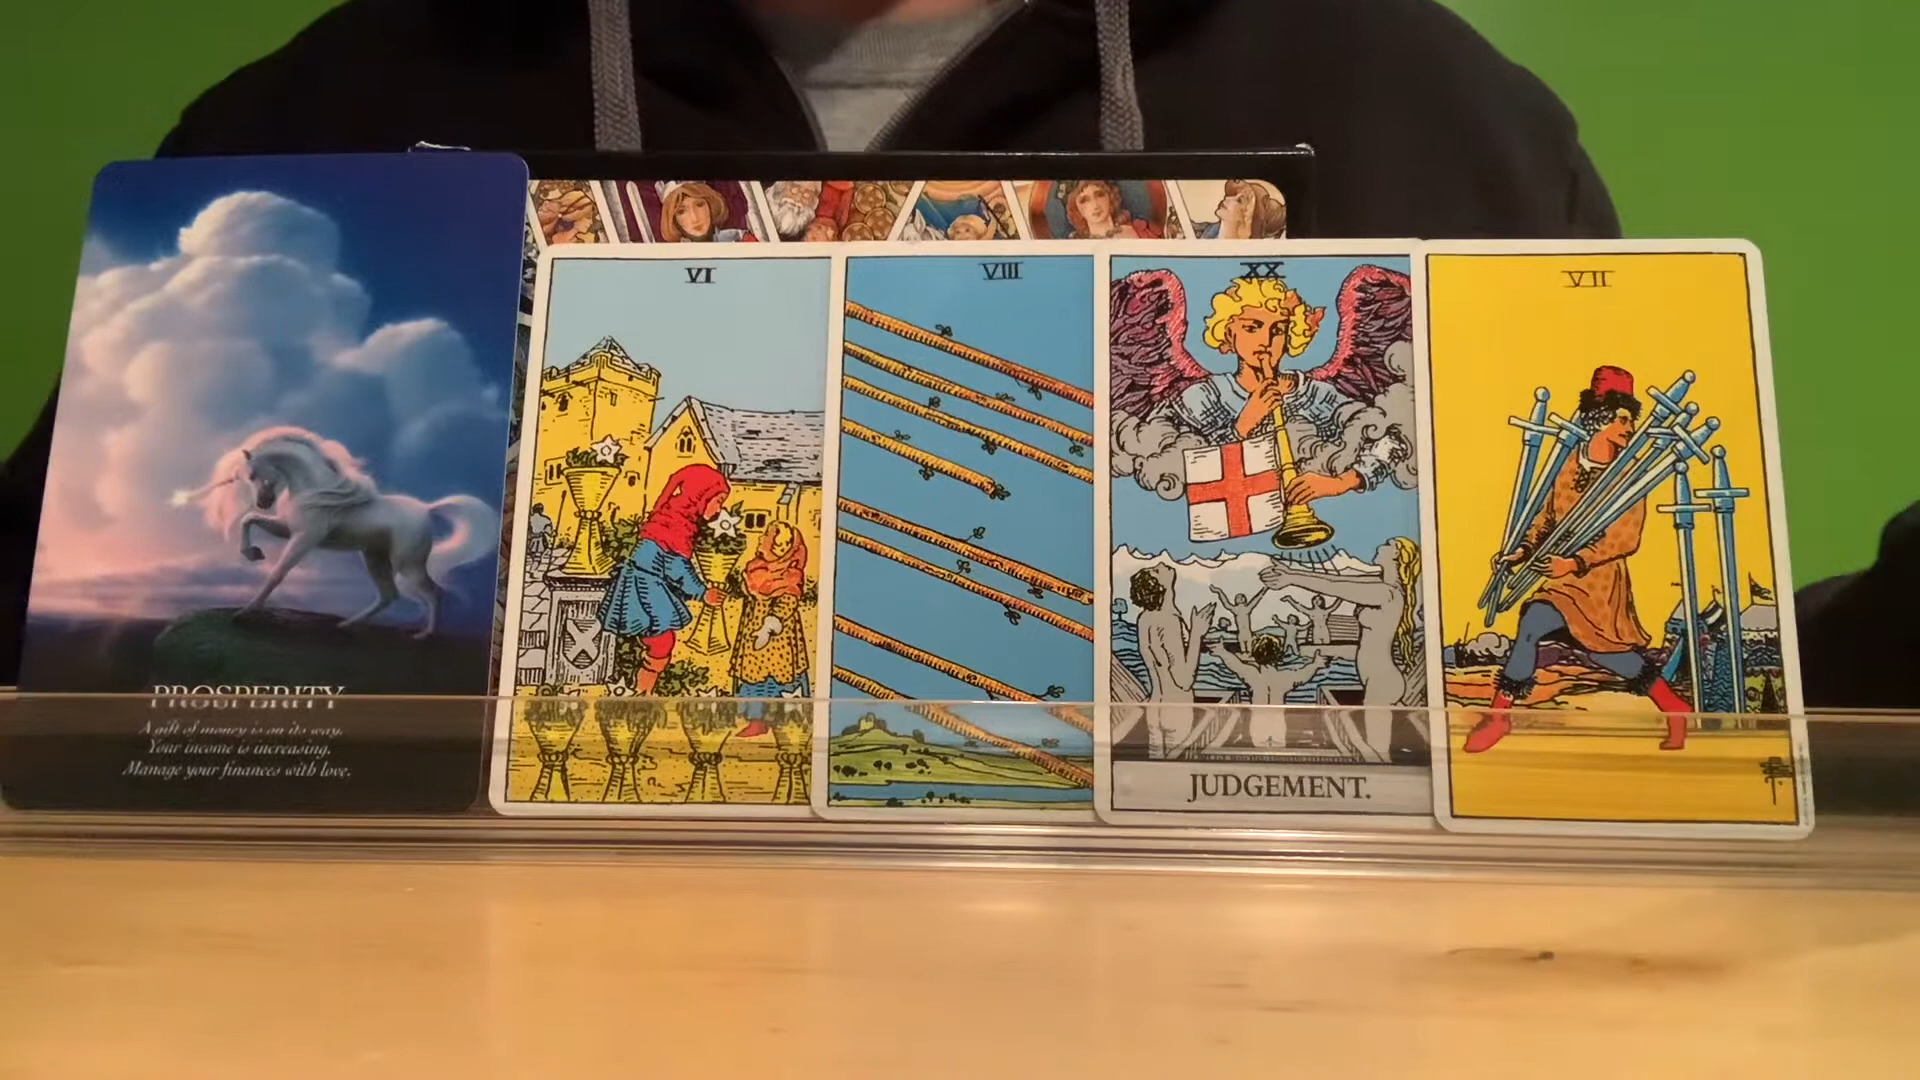 PROSPERITY
A gift of money is on its way.
Your income is increasing.
Manage your finances with love.
VI
VIII
XX
JUDGEMENT.
VII